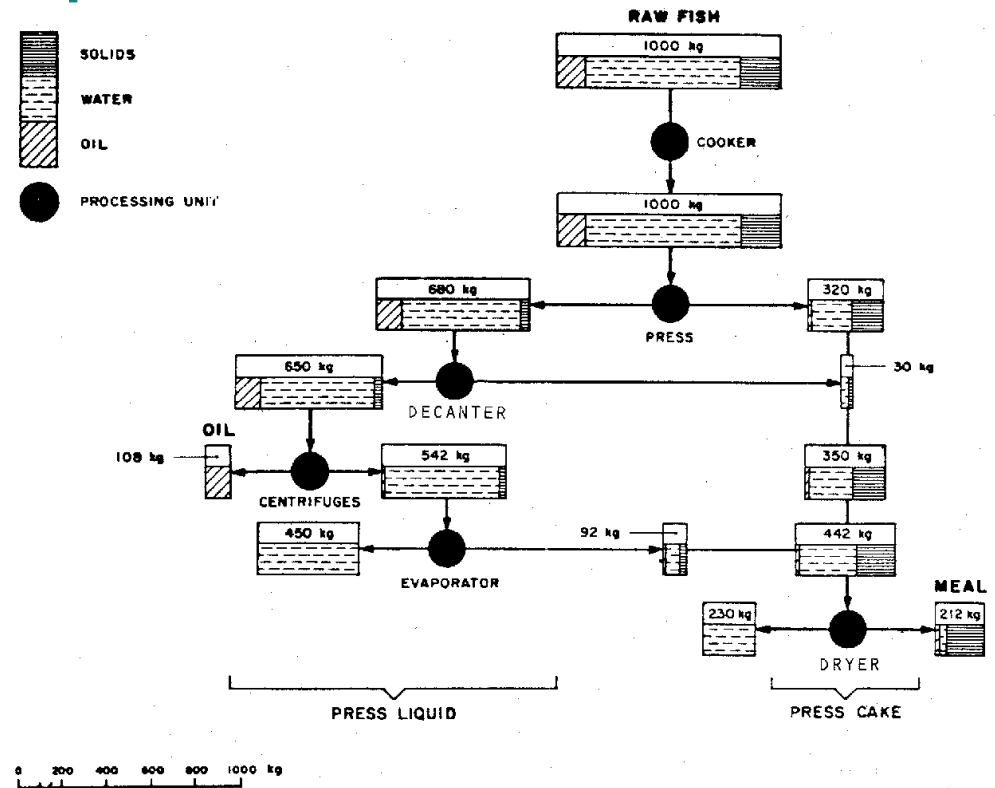 RAW FISH
1000 kg
SOLIDS
WATER
OIL
PROCESSING UNIT
COOKER
1000 kg
680 kg
320 kg
PRESS
650 kg
30 kg
DECANTER
OIL
108 kg
542 kg
350 kg
CENTRIFUGES
450 kg
92 kg
442 kg
EVAPORATOR
MEAL
230 kg
212 kg
DRYER
PRESS LIQUID
PRESS CAKE
0 200 400 600 800 1000 kg